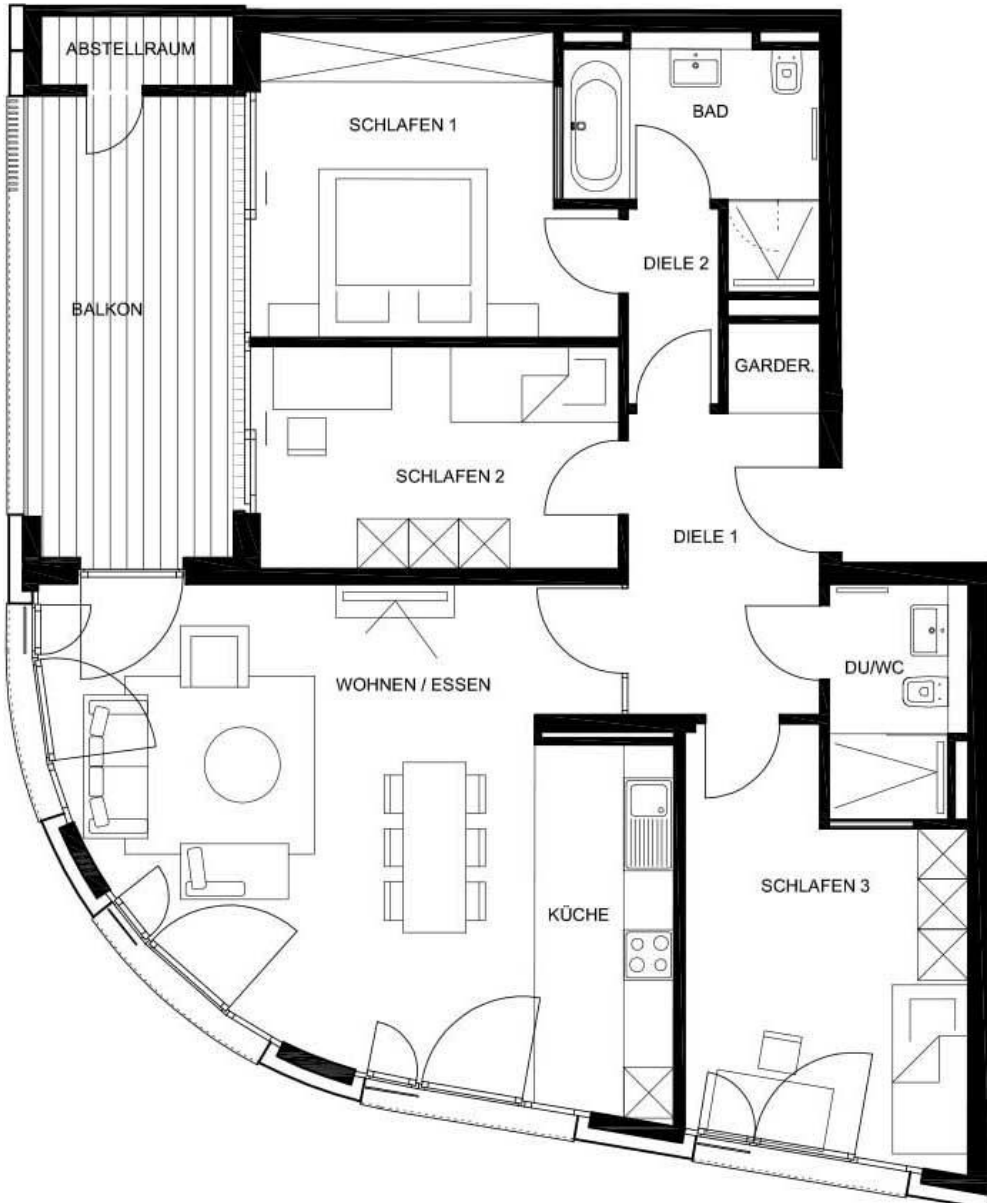 ABSTELLRAUM
BAD
SCHLAFEN 1
DIELE 2
BALKON
GARDER.
SCHLAFEN 2
DIELE 1
DU/WC
WOHNEN / ESSEN
SCHLAFEN 3
KÜCHE